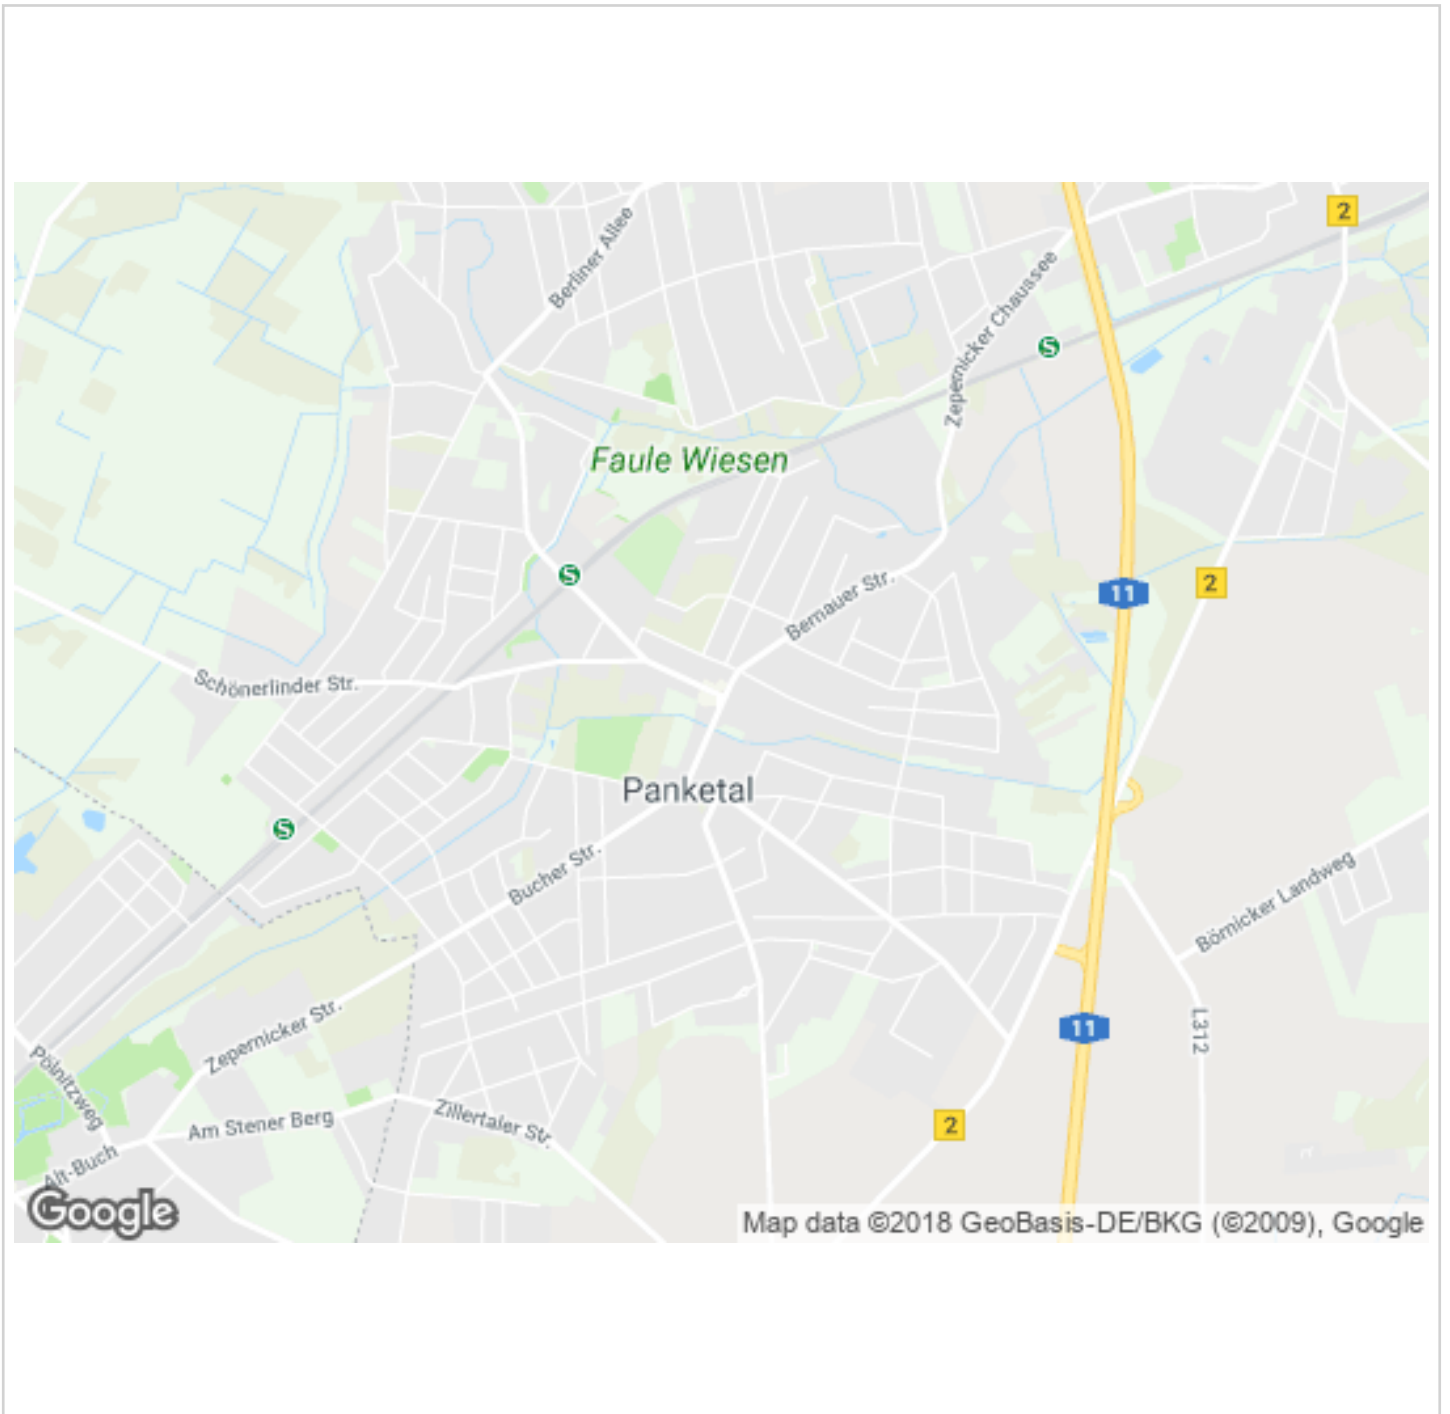 2
Berliner Allee
Zepernicker Chaussee
S
Faule Wiesen
S
Bernauer Str.
11
2
Schönerlinder Str.
Panketal
S
Bucher Str.
Börnicker Landweg
Zepernicker Str.
11
L312
Pölnitzweg
Am Stener Berg
Zillertaler Str.
2
Alt-Buch
Google
Map data ©2018 GeoBasis-DE/BKG (©2009), Google